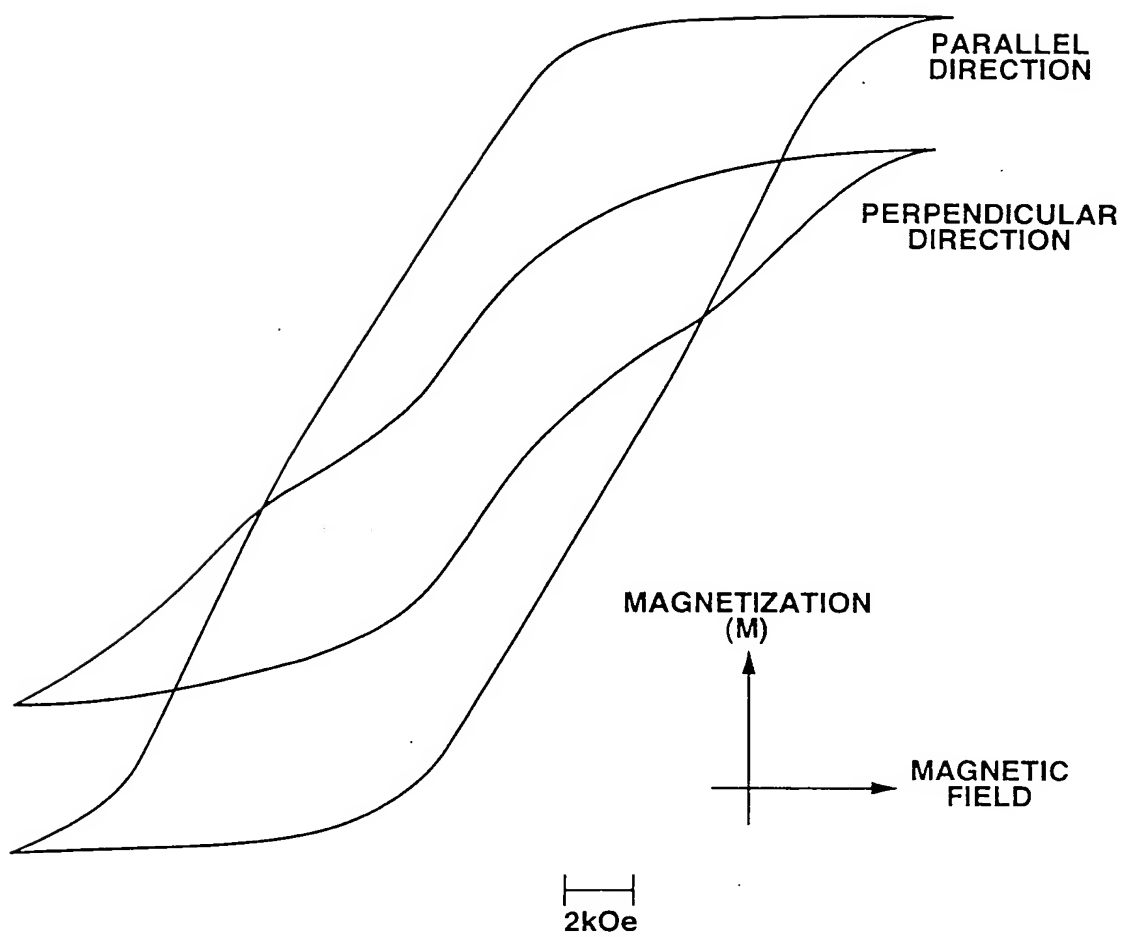 PARALLEL
DIRECTION
PERPENDICULAR
DIRECTION
MAGNETIZATION
(M)
MAGNETIC
FIELD
2kOe